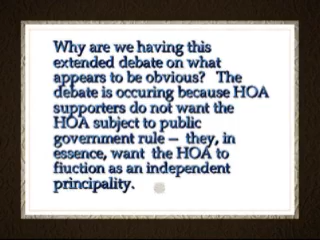 Why are we having this
extended debate on what
appears to be obvious?   The
debate is occuring because HOA
supporters do not want the
HOA subject to public
government rule –  they, in
essence, want  the HOA to
fiuction as an independent
principality.